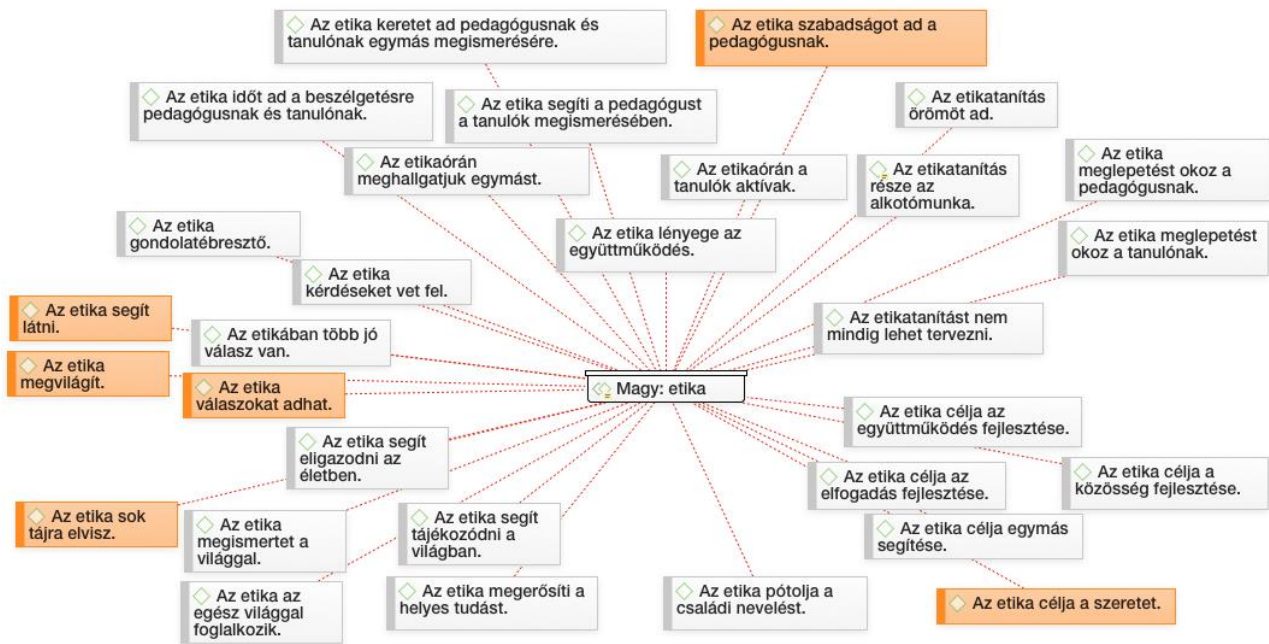 Az etika keretet ad pedagógusnak és
tanulónak egymás megismerésére.
Az etika szabadságot ad a
pedagógusnak.
Az etika időt ad a beszélgetésre
pedagógusnak és tanulónak.
Az etika segíti a pedagógust
a tanulók megismerésében.
Az etikatanítás
örömöt ad.
Az etikaórán
meghallgatjuk egymást.
Az etikaórán a
tanulók aktívak.
Az etikatanítás
része az
alkotómunka.
Az etika
meglepetést okoz a
pedagógusnak.
Az etika
gondolatébresztő.
Az etika lényege az
együttműködés.
Az etika meglepetést
okoz a tanulónak.
Az etika
kérdéseket vet fel.
Az etika segít
látni.
Az etikában több jó
válasz van.
Az etikatanítást nem
mindig lehet tervezni.
Az etika
megvilágít.
Az etika
válaszokat adhat.
Magy: etika
Az etika célja az
együttműködés fejlesztése.
Az etika segít
eligazodni az
életben.
Az etika célja az
elfogadás fejlesztése.
Az etika célja a
közösség fejlesztése.
Az etika sok
tájra elvisz.
Az etika
megismertet a
világgal.
Az etika segít
tájékozódni a
világban.
Az etika célja egymás
segítése.
Az etika az
egész világgal
foglalkozik.
Az etika megerősíti a
helyes tudást.
Az etika pótolja a
családi nevelést.
Az etika célja a szeretet.